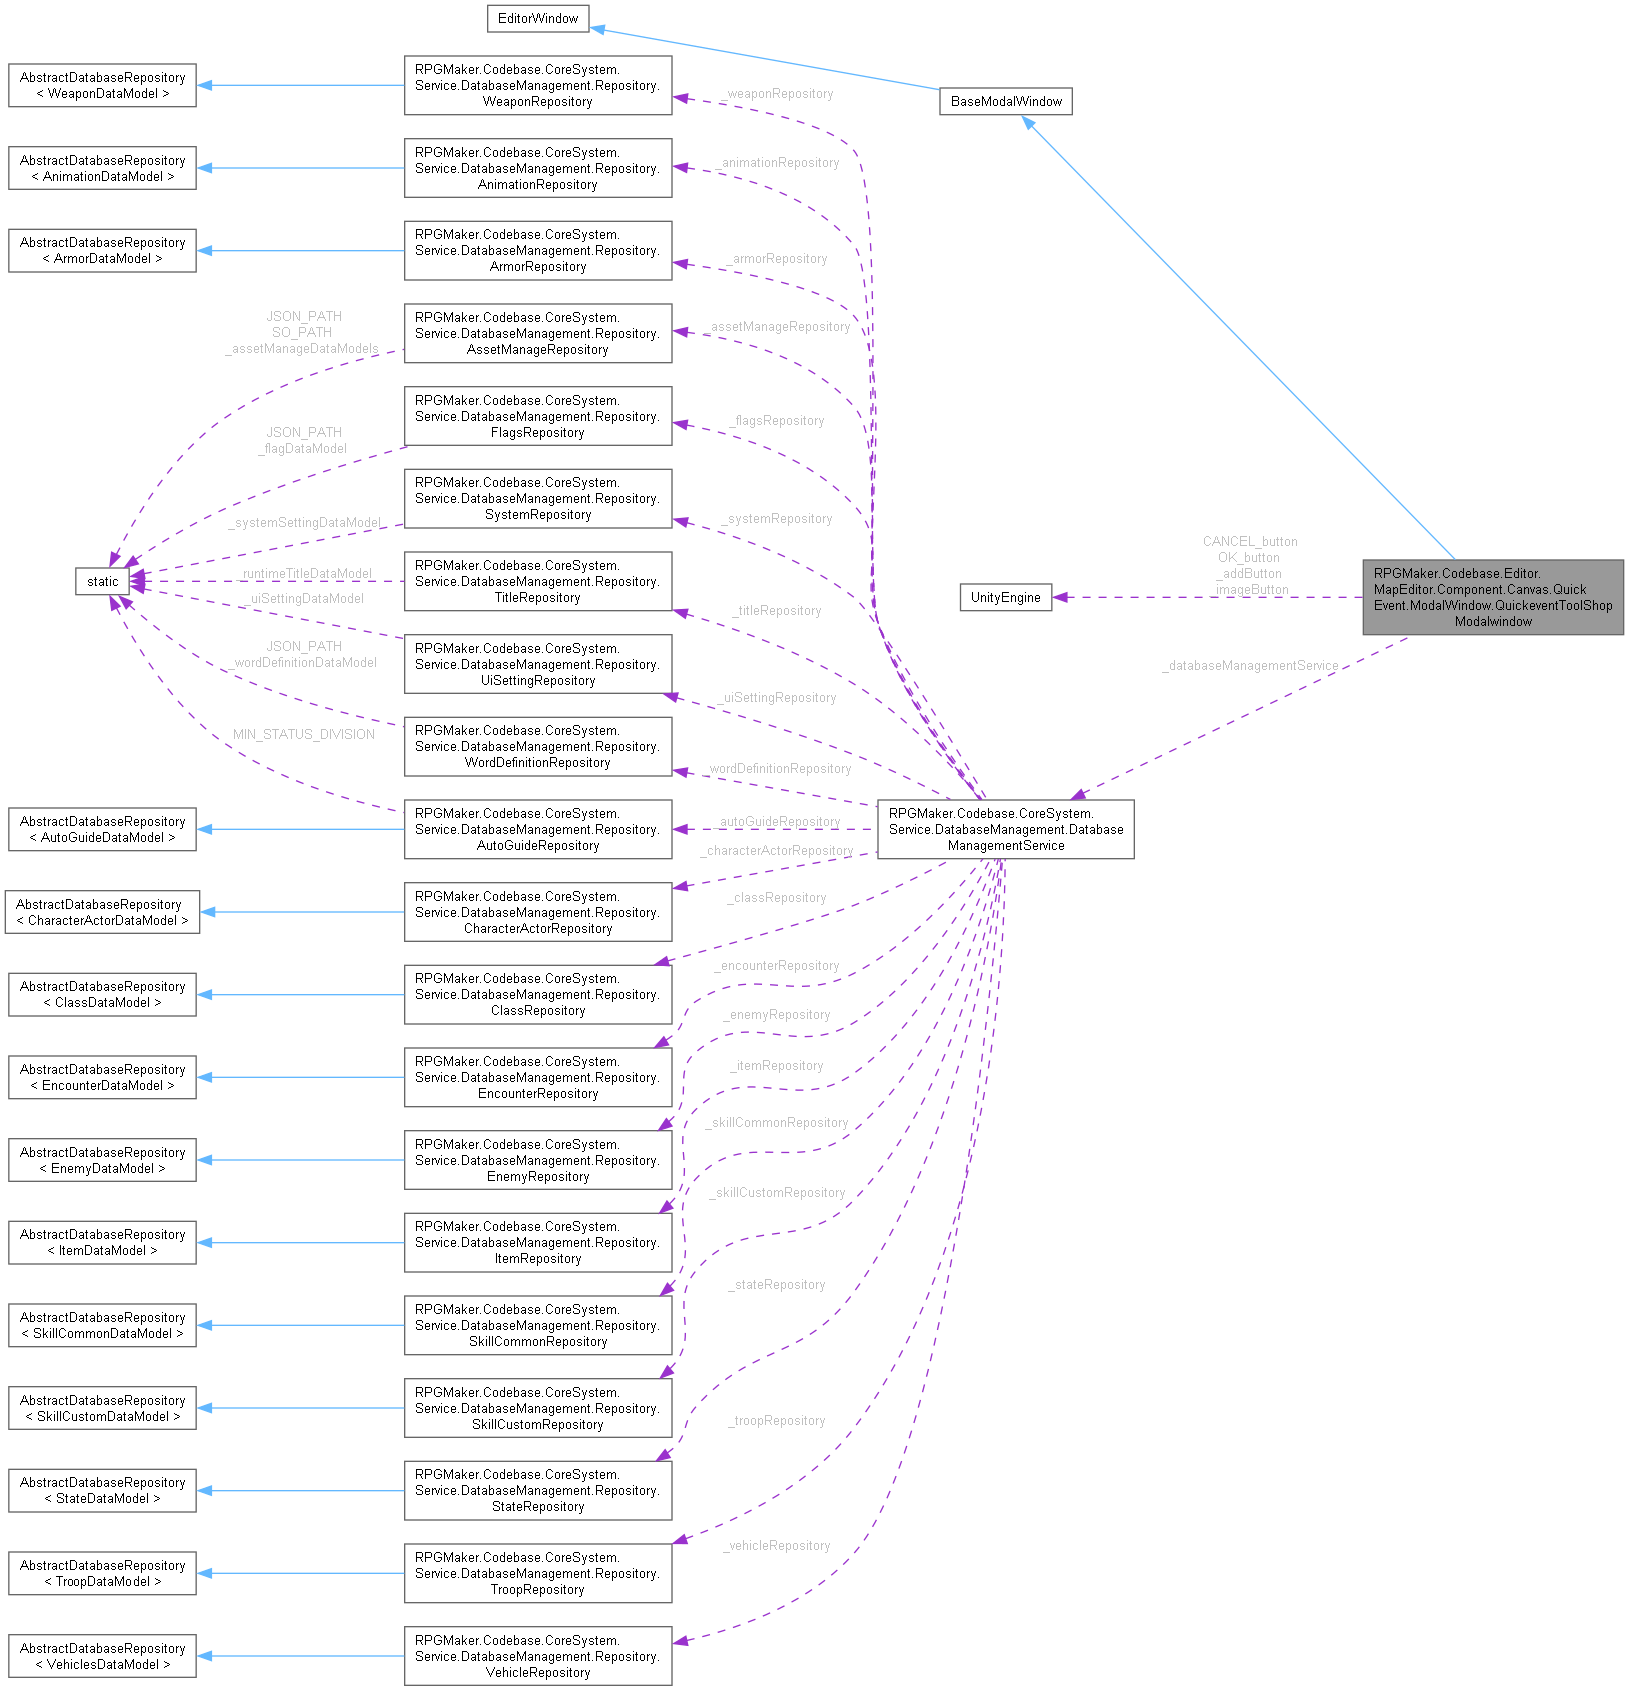 EditorWindow
AbstractDatabaseRepository
< WeaponDataModel >
RPGMaker.Codebase.CoreSystem.
Service.DatabaseManagement.Repository.
WeaponRepository
_weaponRepository
BaseModalWindow
AbstractDatabaseRepository
< AnimationDataModel >
RPGMaker.Codebase.CoreSystem.
Service.DatabaseManagement.Repository.
AnimationRepository
_animationRepository
AbstractDatabaseRepository
< ArmorDataModel >
RPGMaker.Codebase.CoreSystem.
Service.DatabaseManagement.Repository.
ArmorRepository
_armorRepository
JSON_PATH
SO_PATH
_assetManageDataModels
RPGMaker.Codebase.CoreSystem.
Service.DatabaseManagement.Repository.
AssetManageRepository
_assetManageRepository
JSON_PATH
_flagDataModel
RPGMaker.Codebase.CoreSystem.
Service.DatabaseManagement.Repository.
FlagsRepository
_flagsRepository
_systemSettingDataModel
RPGMaker.Codebase.CoreSystem.
Service.DatabaseManagement.Repository.
SystemRepository
_systemRepository
static
_runtimeTitleDataModel
RPGMaker.Codebase.CoreSystem.
Service.DatabaseManagement.Repository.
TitleRepository
_titleRepository
UnityEngine
CANCEL_button
OK_button
_addButton
_imageButton
RPGMaker.Codebase.Editor.
MapEditor.Component.Canvas.Quick
Event.ModalWindow.QuickeventToolShop
Modalwindow
_uiSettingDataModel
RPGMaker.Codebase.CoreSystem.
Service.DatabaseManagement.Repository.
UiSettingRepository
_uiSettingRepository
_databaseManagementService
JSON_PATH
_wordDefinitionDataModel
RPGMaker.Codebase.CoreSystem.
Service.DatabaseManagement.Repository.
WordDefinitionRepository
wordDefinitionRepository
MIN_STATUS_DIVISION
AbstractDatabaseRepository
< AutoGuideDataModel >
RPGMaker.Codebase.CoreSystem.
Service.DatabaseManagement.Repository.
AutoGuideRepository
_autoGuideRepository
RPGMaker.Codebase.CoreSystem.
Service.DatabaseManagement.Database
ManagementService
AbstractDatabaseRepository
< CharacterActorDataModel >
RPGMaker.Codebase.CoreSystem.
Service.DatabaseManagement.Repository.
CharacterActorRepository
_characterActorRepository
AbstractDatabaseRepository
< ClassDataModel >
RPGMaker.Codebase.CoreSystem.
Service.DatabaseManagement.Repository.
ClassRepository
_classRepository
AbstractDatabaseRepository
< EncounterDataModel >
RPGMaker.Codebase.CoreSystem.
Service.DatabaseManagement.Repository.
EncounterRepository
_encounterRepository
AbstractDatabaseRepository
< EnemyDataModel >
RPGMaker.Codebase.CoreSystem.
Service.DatabaseManagement.Repository.
EnemyRepository
_enemyRepository
AbstractDatabaseRepository
< ItemDataModel >
RPGMaker.Codebase.CoreSystem.
Service.DatabaseManagement.Repository.
ItemRepository
_itemRepository
AbstractDatabaseRepository
< SkillCommonDataModel >
RPGMaker.Codebase.CoreSystem.
Service.DatabaseManagement.Repository.
SkillCommonRepository
_skillCommonRepository
AbstractDatabaseRepository
< SkillCustomDataModel >
RPGMaker.Codebase.CoreSystem.
Service.DatabaseManagement.Repository.
SkillCustomRepository
_skillCustomRepository
AbstractDatabaseRepository
< StateDataModel >
RPGMaker.Codebase.CoreSystem.
Service.DatabaseManagement.Repository.
StateRepository
_stateRepository
AbstractDatabaseRepository
< TroopDataModel >
RPGMaker.Codebase.CoreSystem.
Service.DatabaseManagement.Repository.
TroopRepository
_troopRepository
AbstractDatabaseRepository
< VehiclesDataModel >
RPGMaker.Codebase.CoreSystem.
Service.DatabaseManagement.Repository.
VehicleRepository
_vehicleRepository